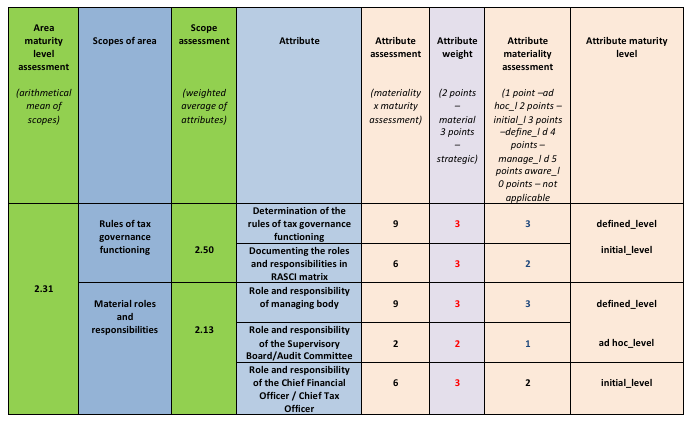 Area
maturity
level
assessment
(arithmetical
mean of
scopes)
Scopes of area
Scope
assessment
(weighted
average of
attributes)
Attribute
Attribute
assessment
(materiality
x maturity
assessment)
Attribute
weight
(2 points
–
material
3 points
–
strategic)
Attribute
materiality
assessment
(1 point –ad
hoc_l 2 points –
initial_l 3 points
–define_l d 4
points –
manage_l d 5
points aware_l
0 points – not
applicable
Attribute maturity
level
2.31
Rules of tax
governance
functioning
2.50
Determination of the
rules of tax governance
functioning
9
3
3
defined_level
Documenting the roles
and responsibilities in
RASCI matrix
6
3
2
initial_level
Material roles
and
responsibilities
2.13
Role and responsibility
of managing body
9
3
3
defined_level
Role and responsibility
of the Supervisory
Board/Audit Committee
2
2
1
ad hoc_level
Role and responsibility
of the Chief Financial
Officer / Chief Tax
Officer
6
3
2
initial_level